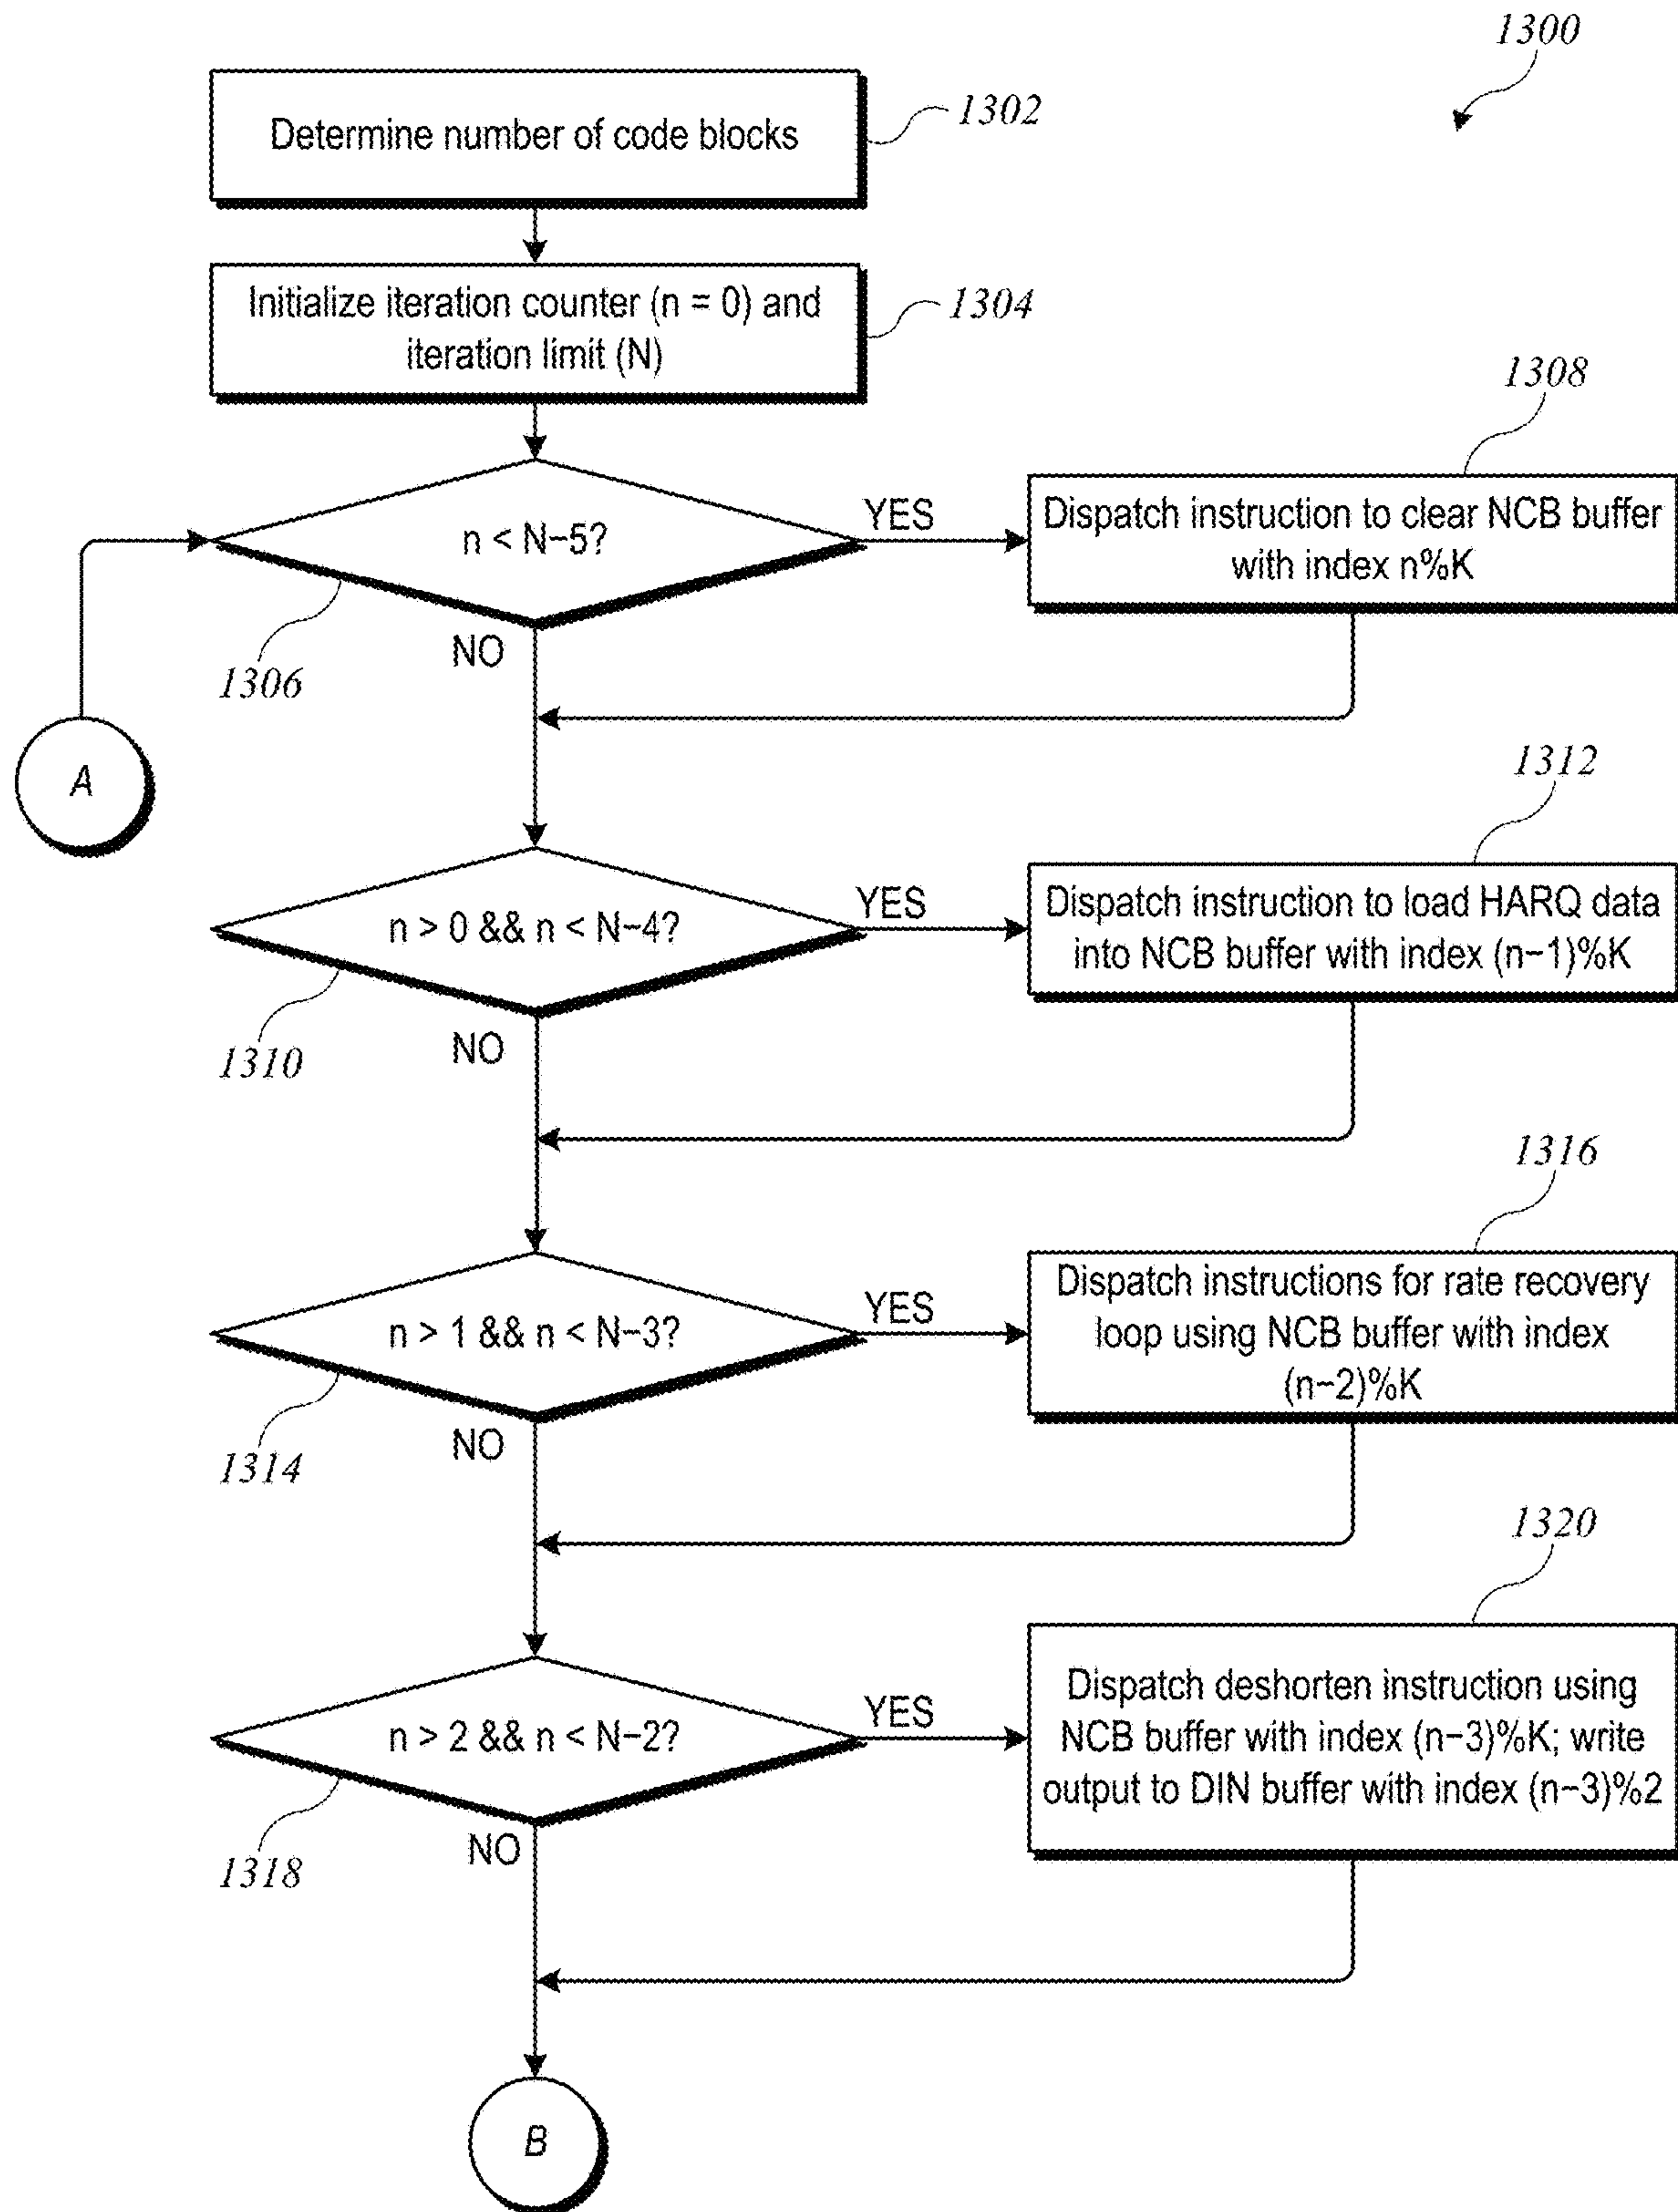 1300
Determine number of code blocks
1302
Initialize iteration counter (n = 0) and
iteration limit (N)
1304
1308
n < N−5?
YES
Dispatch instruction to clear NCB buffer
with index n%K
NO
1306
A
1312
n > 0 && n < N−4?
YES
Dispatch instruction to load HARQ data
into NCB buffer with index (n−1)%K
NO
1310
1316
n > 1 && n < N−3?
YES
Dispatch instructions for rate recovery
loop using NCB buffer with index
(n−2)%K
NO
1314
1320
n > 2 && n < N−2?
YES
Dispatch deshorten instruction using
NCB buffer with index (n−3)%K; write
output to DIN buffer with index (n−3)%2
NO
1318
B